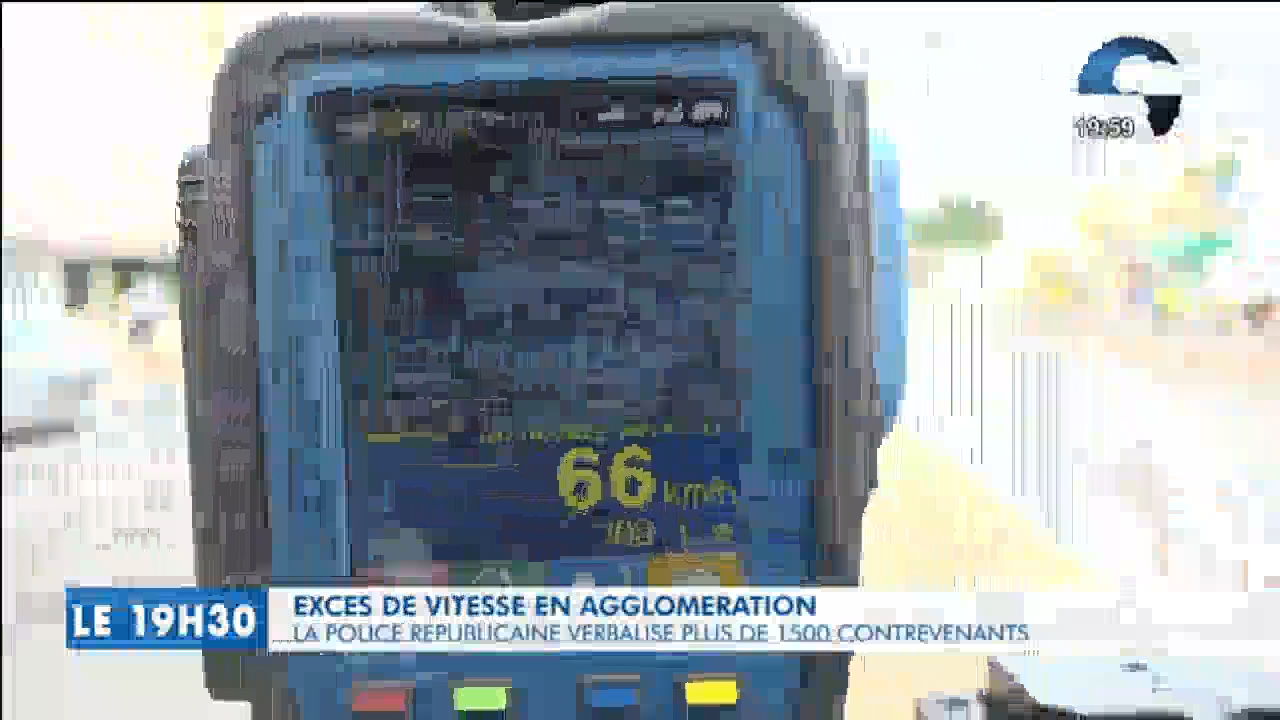 19:59
66 km/h
LE 19H30
EXCES DE VITESSE EN AGGLOMERATION
LA POLICE REPUBLICAINE VERBALISE PLUS DE 1500 CONTREVENANTS